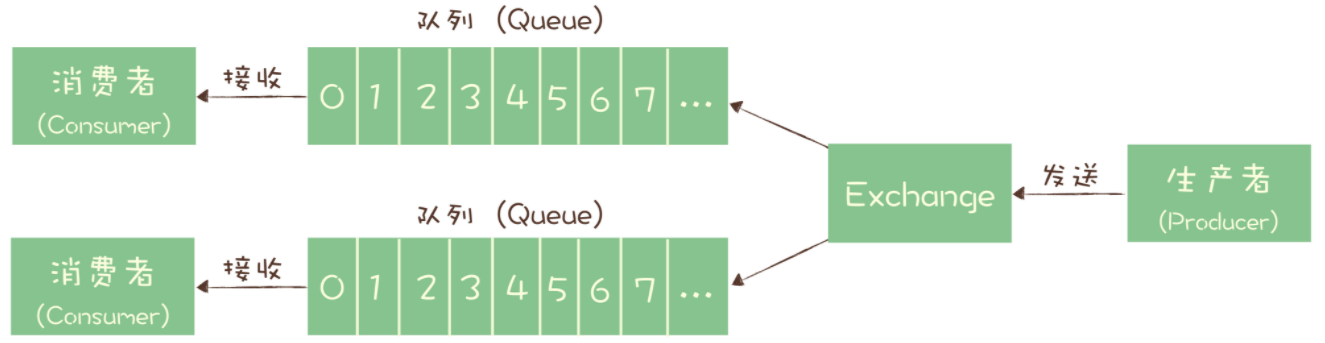 队列 (Queue)
消费者
(Consumer)
接收
0 1 2 3 4 5 6 7 ...
Exchange
发送
生产者
(Producer)
队列 (Queue)
消费者
(Consumer)
接收
0 1 2 3 4 5 6 7 ...